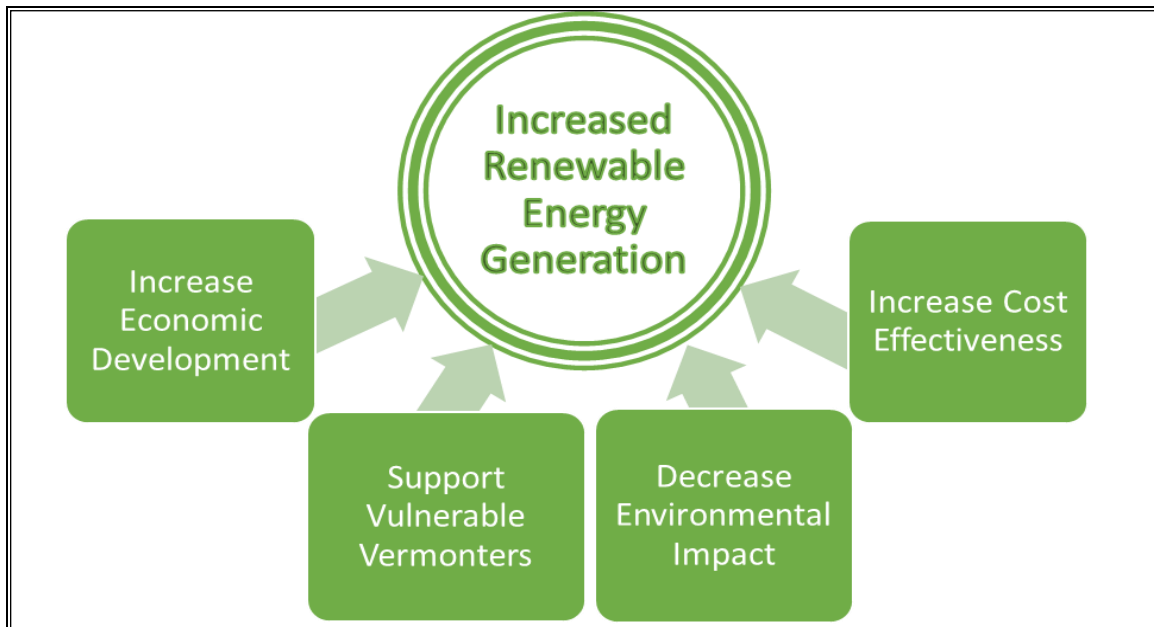 Increased
Renewable
Energy
Generation
Increase
Economic
Development
Support
Vulnerable
Vermonters
Decrease
Environmental
Impact
Increase Cost
Effectiveness